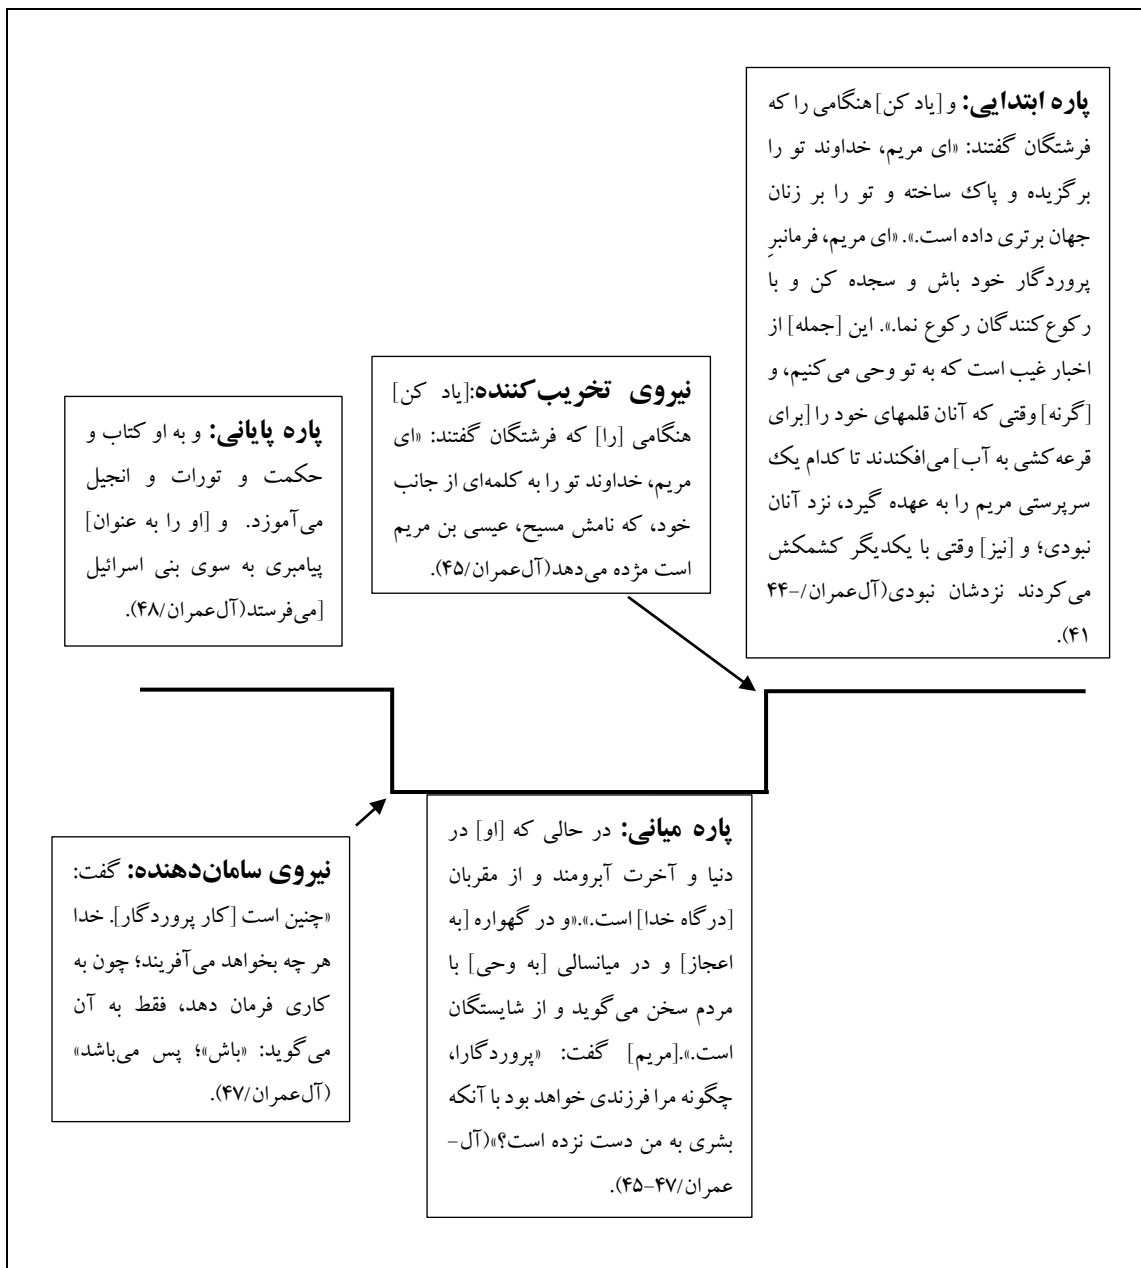 پاره ابتدایی: و [یاد کن] هنگامی را که
فرشتگان گفتند: «ای مریم، خداوند تو را
برگزیده و پاک ساخته و تو را بر زنان
جهان برتری داده است.». «ای مریم، فرمانبرِ
پروردگار خود باش و سجده کن و با
رکوع‌کنندگان رکوع نما.». این [جمله] از
اخبار غیب است که به تو وحی می‌کنیم، و
[گرنه] وقتی که آنان قلمهای خود را [برای
قرعه‌کشی به آب] می‌افکندند تا کدام یک
سرپرستی مریم را به عهده گیرد، نزد آنان
نبودی؛ و [نیز] وقتی با یکدیگر کشمکش
می‌کردند نزدشان نبودی(آل‌عمران/-۴۴
۴۱).
نیروی تخریب‌کننده:[یاد کن]
هنگامی [را] که فرشتگان گفتند: «ای
مریم، خداوند تو را به کلمه‌ای از جانب
خود، که نامش مسیح، عیسی بن مریم
است مژده می‌دهد(آل‌عمران/۴۵).
پاره پایانی: و به او کتاب و
حکمت و تورات و انجیل
می‌آموزد. و [او را به عنوان]
پیامبری به سوی بنی اسرائیل
[می‌فرستد(آل‌عمران/۴۸).
پاره میانی: در حالی که [او] در
دنیا و آخرت آبرومند و از مقربان
[درگاه خدا] است.».«و در گهواره [به
اعجاز] و در میانسالی [به وحی] با
مردم سخن می‌گوید و از شایستگان
است.».[مریم] گفت: «پروردگارا،
چگونه مرا فرزندی خواهد بود با آنکه
بشری به من دست نزده است؟»(آل-
عمران/۴۷-۴۵).
نیروی سامان‌دهنده: گفت:
«چنین است [کار پروردگار]. خدا
هر چه بخواهد می‌آفریند؛ چون به
کاری فرمان دهد، فقط به آن
می‌گوید: «باش»؛ پس می‌باشد»
(آل‌عمران/۴۷).